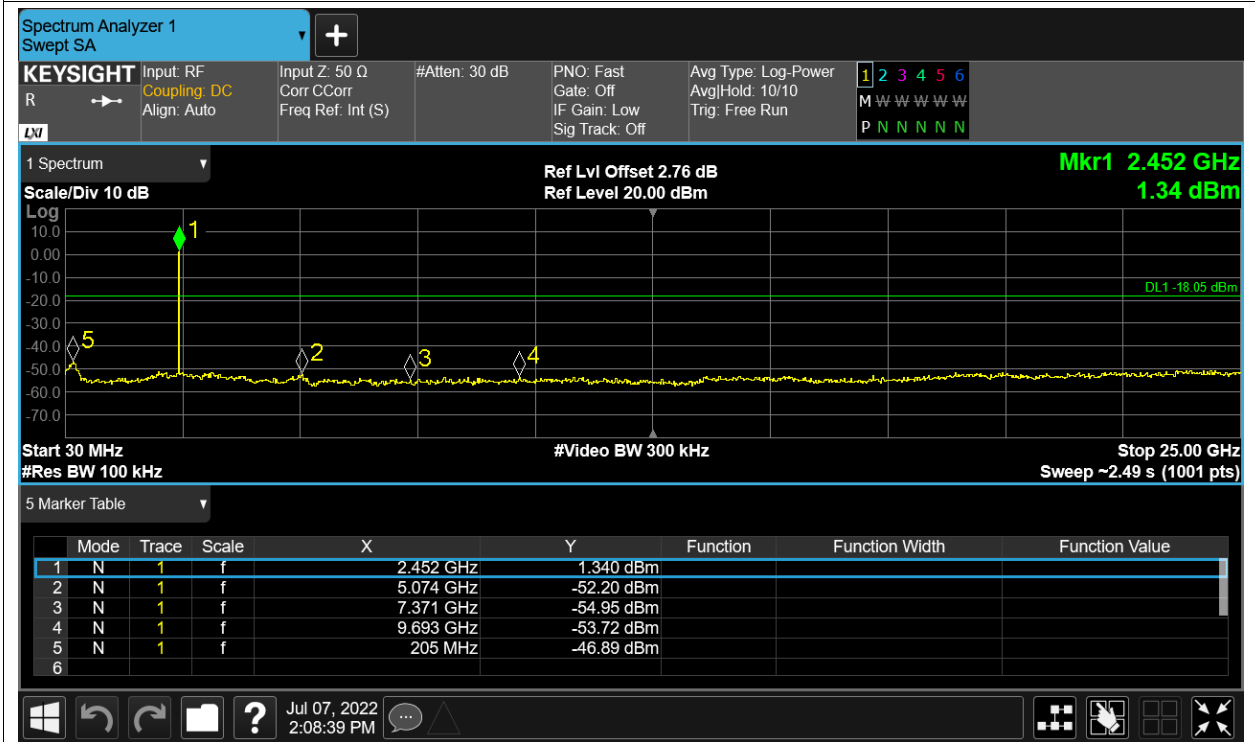 Spectrum Analyzer 1
Swept SA
KEYSIGHT
R
LXI
Input: RF
Coupling: DC
Align: Auto
Input Z: 50 Ω
Corr CCorr
Freq Ref: Int (S)
#Atten: 30 dB
PNO: Fast
Gate: Off
IF Gain: Low
Sig Track: Off
Avg Type: Log-Power
Avg|Hold: 10/10
Trig: Free Run
1 2 3 4 5 6
M W W W W W
P N N N N N
1 Spectrum
Scale/Div 10 dB
Ref Lvl Offset 2.76 dB
Ref Level 20.00 dBm
Mkr1 2.452 GHz
1.34 dBm
Log
10.0
0.00
-10.0
-20.0
-30.0
-40.0
-50.0
-60.0
-70.0
1
5
2
3
4
DL1 -18.05 dBm
Start 30 MHz
#Res BW 100 kHz
#Video BW 300 kHz
Stop 25.00 GHz
Sweep ~2.49 s (1001 pts)
5 Marker Table
Mode Trace Scale X Y Function Function Width Function Value
1 N 1 f 2.452 GHz 1.340 dBm
2 N 1 f 5.074 GHz -52.20 dBm
3 N 1 f 7.371 GHz -54.95 dBm
4 N 1 f 9.693 GHz -53.72 dBm
5 N 1 f 205 MHz -46.89 dBm
6
?
Jul 07, 2022
2:08:39 PM